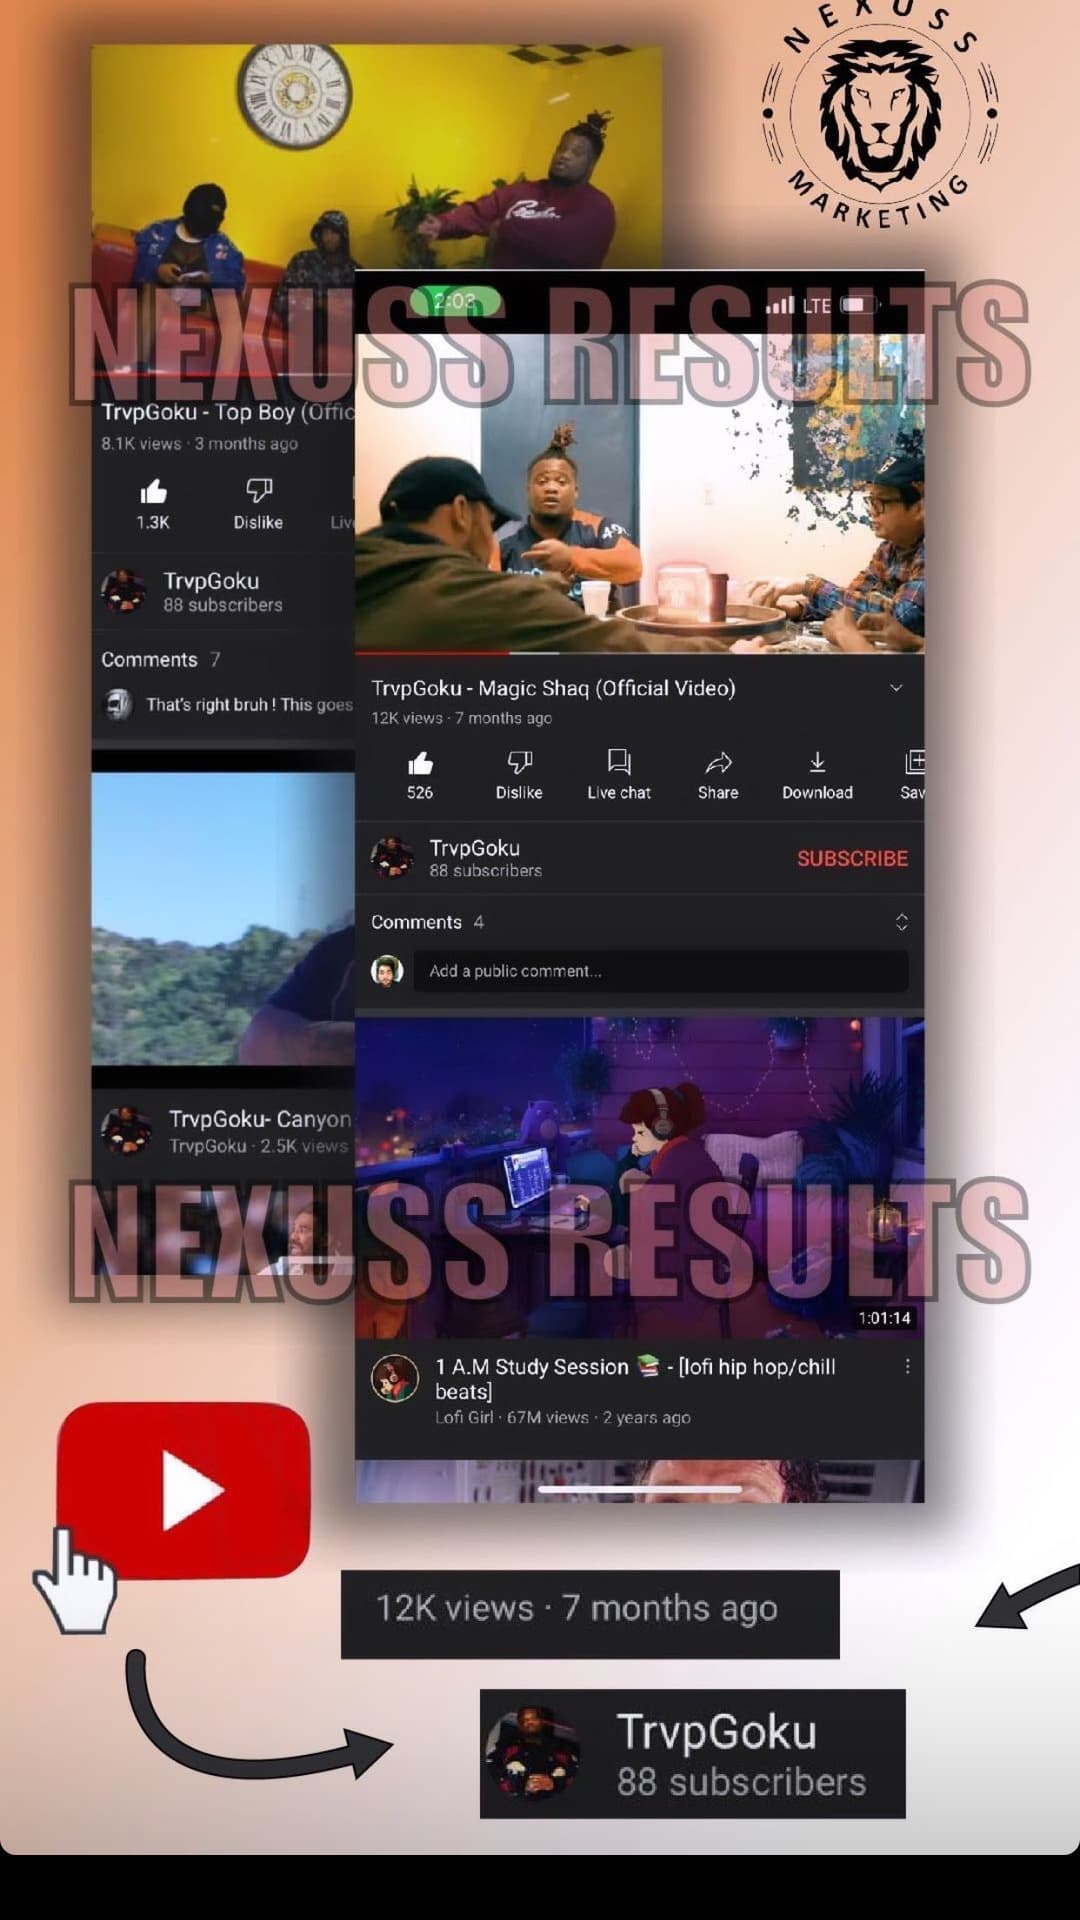 NEXUSS
MARKETING
NEXUSS RESULTS
2:03
LTE
TrvpGoku - Top Boy (Offic
8.1K views · 3 months ago
1.3K
Dislike
Live
TrvpGoku
88 subscribers
Comments 7
That's right bruh ! This goes
TrvpGoku- Canyon
TrvpGoku · 2.5K views
TrvpGoku - Magic Shaq (Official Video)
12K views · 7 months ago
526
Dislike
Live chat
Share
Download
Sav
TrvpGoku
88 subscribers
SUBSCRIBE
Comments 4
Add a public comment...
NEXUSS RESULTS
1:01:14
1 A.M Study Session 📚 - [lofi hip hop/chill
beats]
Lofi Girl · 67M views · 2 years ago
12K views · 7 months ago
TrvpGoku
88 subscribers